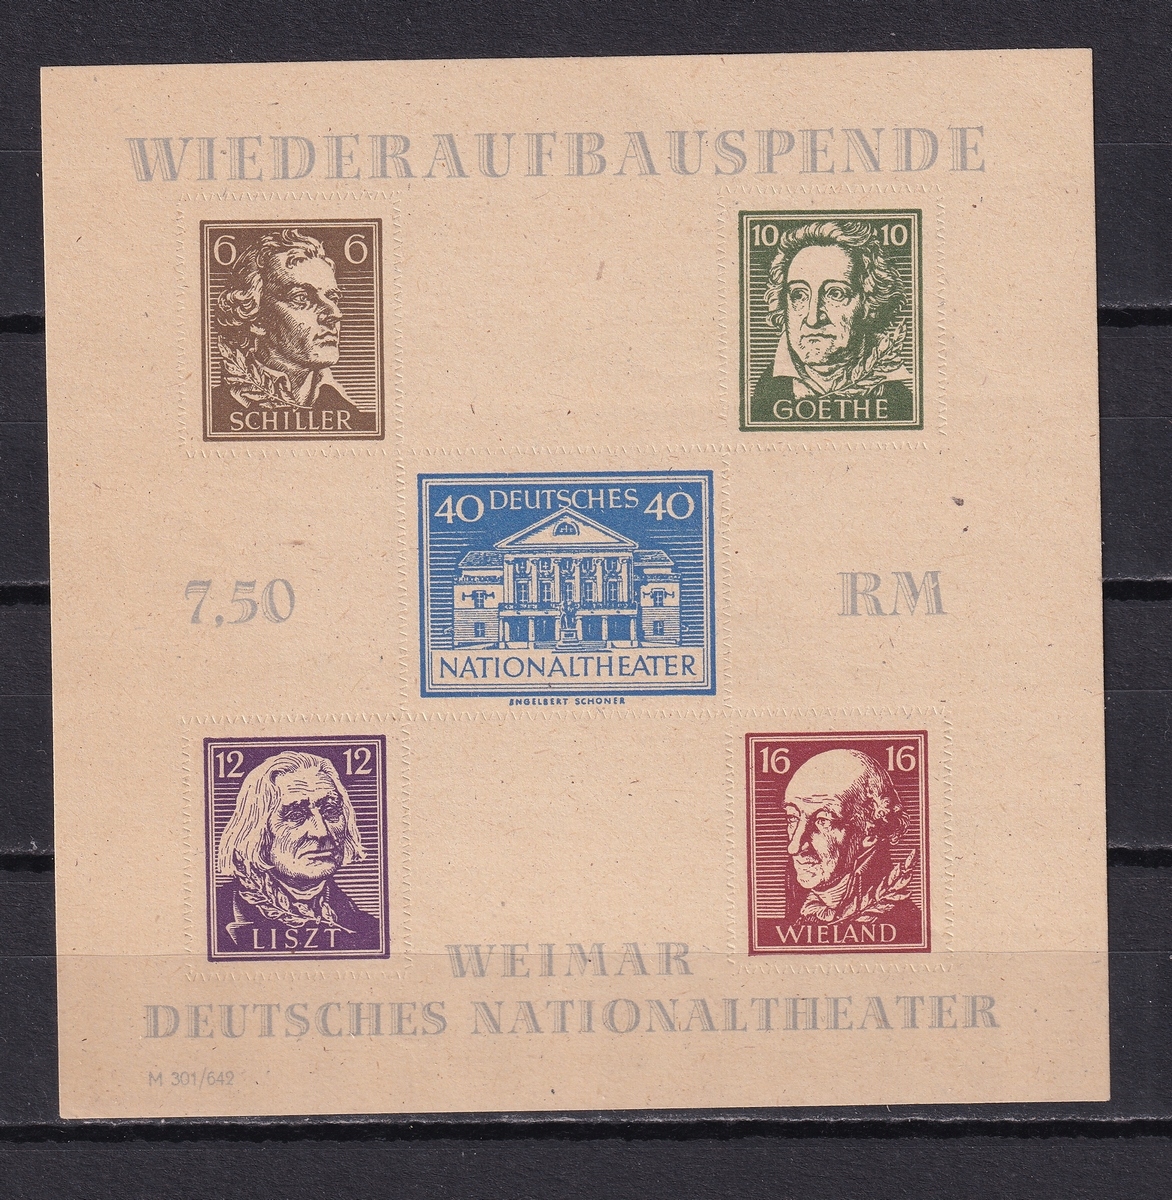 WIEDERAUFBAUSPENDE
6 6
SCHILLER
10 10
GOETHE
40 DEUTSCHES 40
NATIONALTHEATER
ENGELBERT SCHONER
7,50 RM
12 12
LISZT
16 16
WIELAND
WEIMAR
DEUTSCHES NATIONALTHEATER
M 301/642